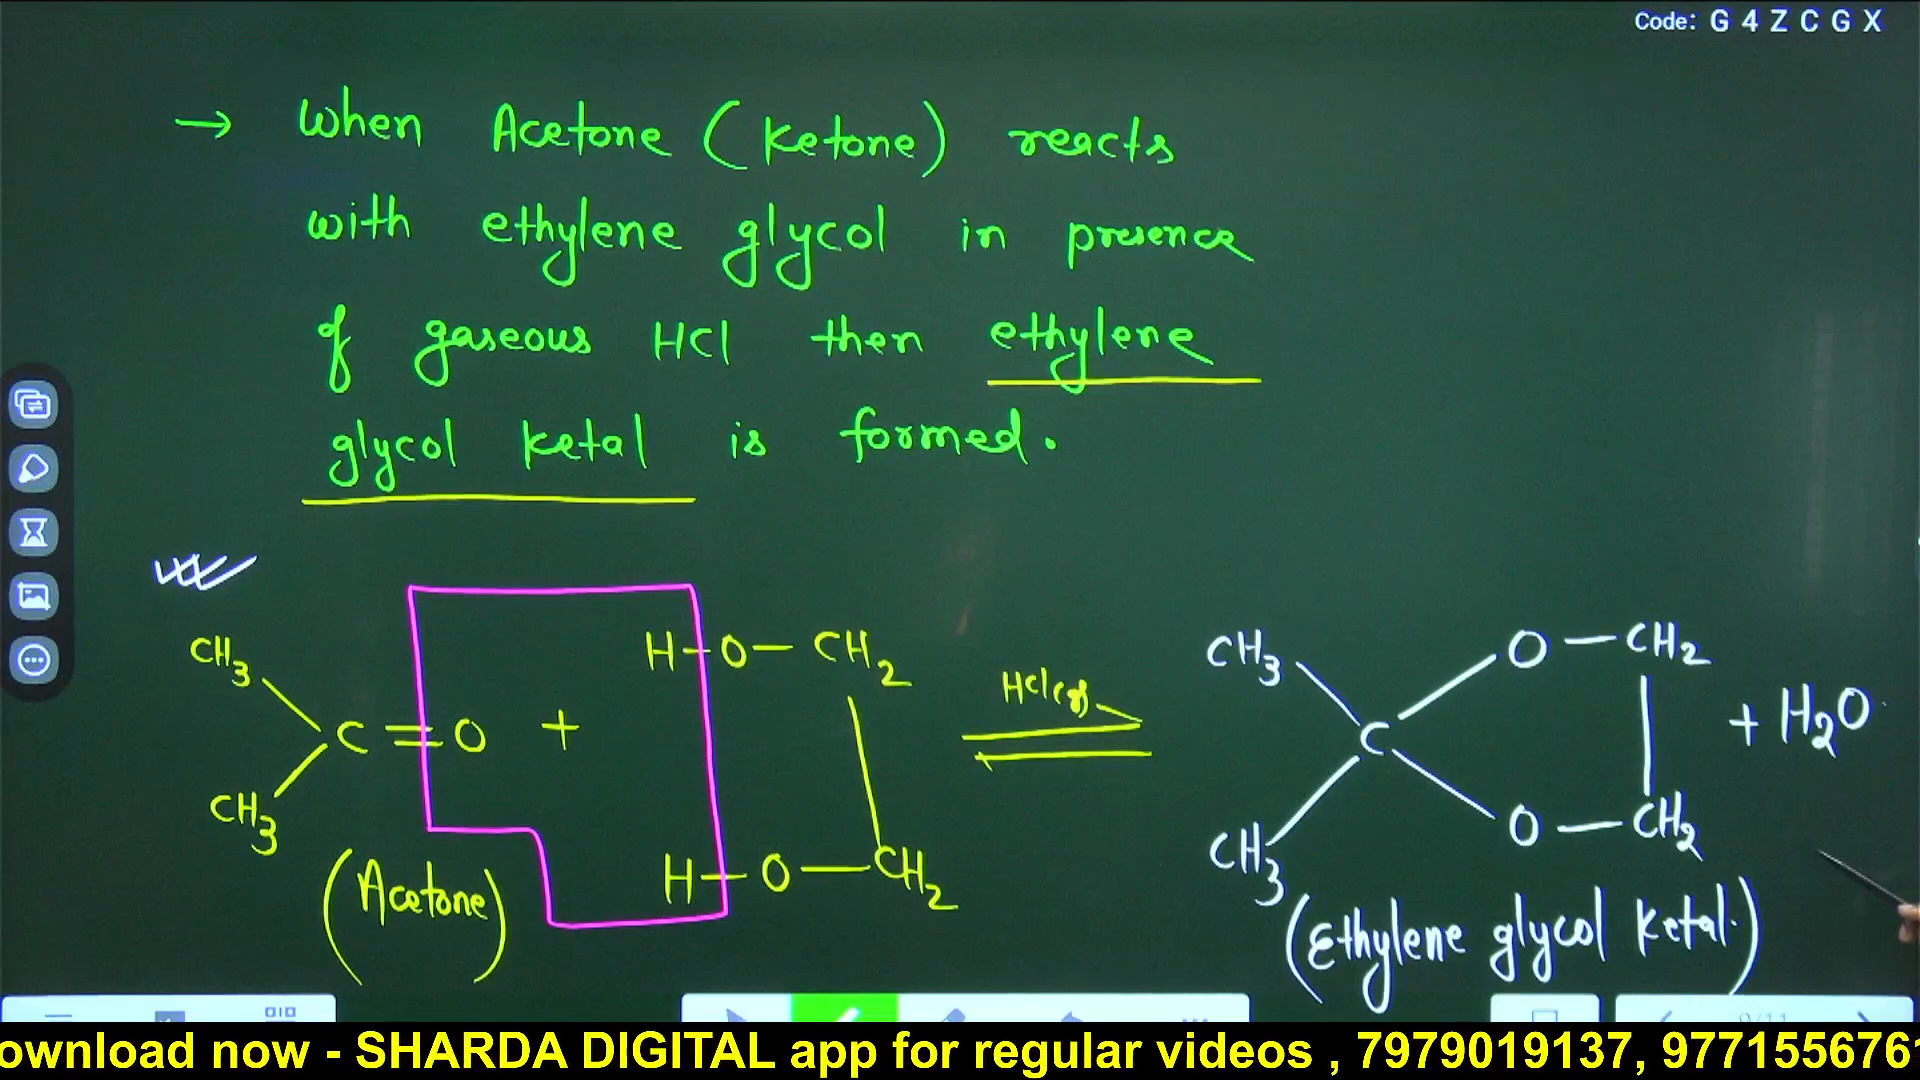 Code: G 4 Z C G X
→ When Acetone (Ketone) reacts
with ethylene glycol in presence
of gaseous HCl then ethylene
glycol ketal is formed.
CH3
CH3
C = O + H-O-CH2
H-O-CH2
(Acetone)
HCl(g)
CH3
CH3
C
O-CH2
O-CH2
+ H2O
(Ethylene glycol ketal.)
ownload now - SHARDA DIGITAL app for regular videos , 7979019137, 977155676